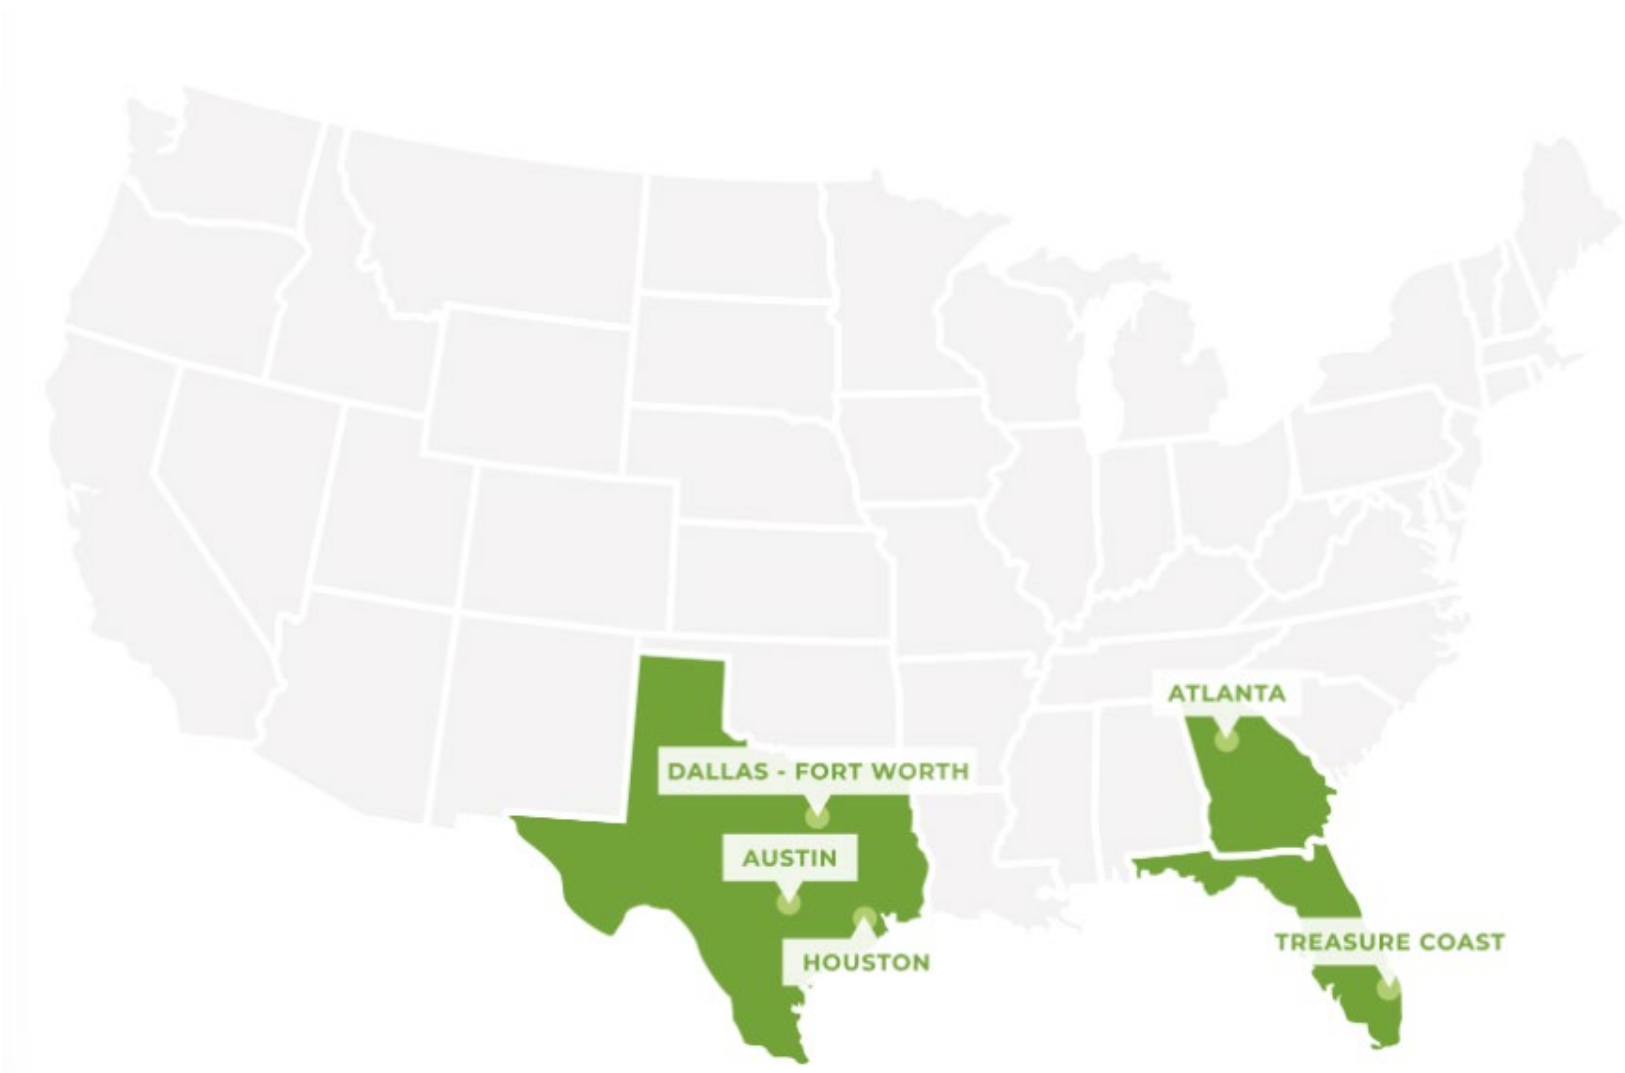 ATLANTA
DALLAS - FORT WORTH
AUSTIN
TREASURE COAST
HOUSTON